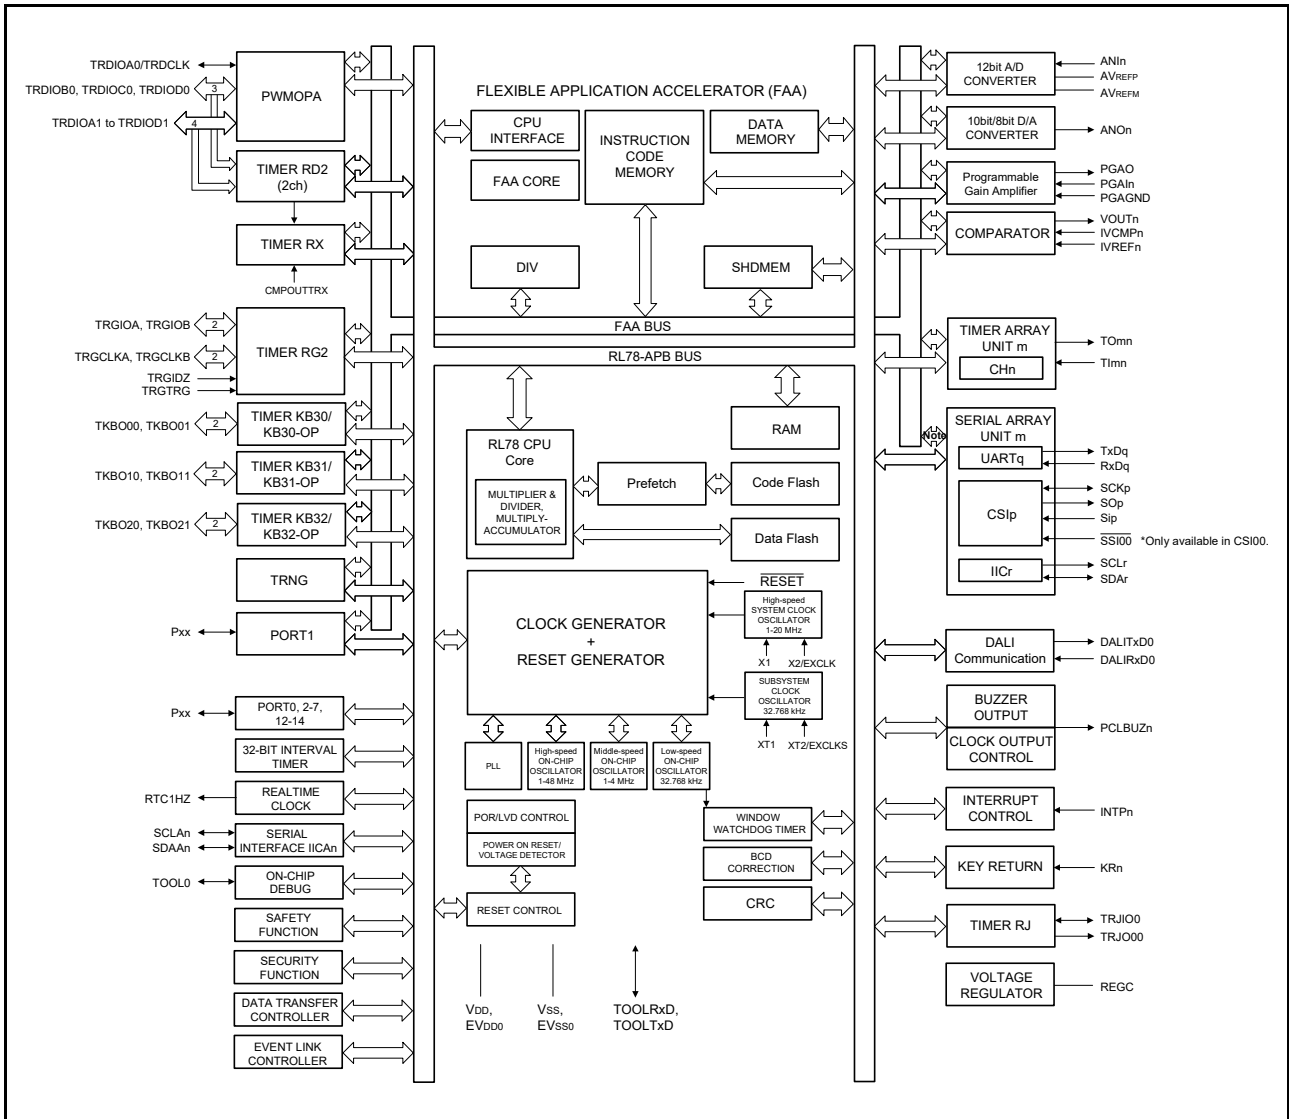 TRDIOA0/TRDCLK
TRDIOB0, TRDIOC0, TRDIOD0
3
TRDIOA1 to TRDIOD1
4
PWMOPA
TIMER RD2
(2ch)
TIMER RX
CMPOUTTRX
TRGIOA, TRGIOB
2
TRGCLKA, TRGCLKB
2
TRGIDZ
TRGTRG
TIMER RG2
TKBO00, TKBO01
2
TIMER KB30/
KB30-OP
TKBO10, TKBO11
2
TIMER KB31/
KB31-OP
TKBO20, TKBO21
2
TIMER KB32/
KB32-OP
TRNG
Pxx
PORT1
Pxx
PORT0, 2-7,
12-14
32-BIT INTERVAL
TIMER
RTC1HZ
REALTIME
CLOCK
SCLAn
SDAAn
SERIAL
INTERFACE IICAn
TOOL0
ON-CHIP
DEBUG
SAFETY
FUNCTION
SECURITY
FUNCTION
DATA TRANSFER
CONTROLLER
EVENT LINK
CONTROLLER
FLEXIBLE APPLICATION ACCELERATOR (FAA)
CPU
INTERFACE
FAA CORE
INSTRUCTION
CODE
MEMORY
DATA
MEMORY
DIV
SHDMEM
FAA BUS
RL78-APB BUS
RL78 CPU
Core
MULTIPLIER &
DIVIDER,
MULTIPLY-
ACCUMULATOR
RAM
Prefetch
Code Flash
Data Flash
CLOCK GENERATOR
+
RESET GENERATOR
RESET
High-speed
SYSTEM CLOCK
OSCILLATOR
1-20 MHz
X1
X2/EXCLK
SUBSYSTEM
CLOCK
OSCILLATOR
32.768 kHz
XT1
XT2/EXCLKS
PLL
High-speed
ON-CHIP
OSCILLATOR
1-48 MHz
Middle-speed
ON-CHIP
OSCILLATOR
1-4 MHz
Low-speed
ON-CHIP
OSCILLATOR
32.768 kHz
POR/LVD CONTROL
POWER ON RESET/
VOLTAGE DETECTOR
RESET CONTROL
WINDOW
WATCHDOG TIMER
BCD
CORRECTION
CRC
VDD,
EVDD0
VSS,
EVSS0
TOOLRxD,
TOOLTxD
12bit A/D
CONVERTER
ANIn
AVREFP
AVREFM
10bit/8bit D/A
CONVERTER
ANOn
Programmable
Gain Amplifier
PGAO
PGAIn
PGAGND
COMPARATOR
VOUTn
IVCMPn
IVREFn
TIMER ARRAY
UNIT m
CHn
TOmn
TImn
Note
SERIAL ARRAY
UNIT m
UARTq
TxDq
RxDq
CSIp
SCKp
SOp
Sip
SSI00 *Only available in CSI00.
IICr
SCLr
SDAr
DALI
Communication
DALITxD0
DALIRxD0
BUZZER
OUTPUT
CLOCK OUTPUT
CONTROL
PCLBUZn
INTERRUPT
CONTROL
INTPn
KEY RETURN
KRn
TIMER RJ
TRJIO0
TRJO00
VOLTAGE
REGULATOR
REGC